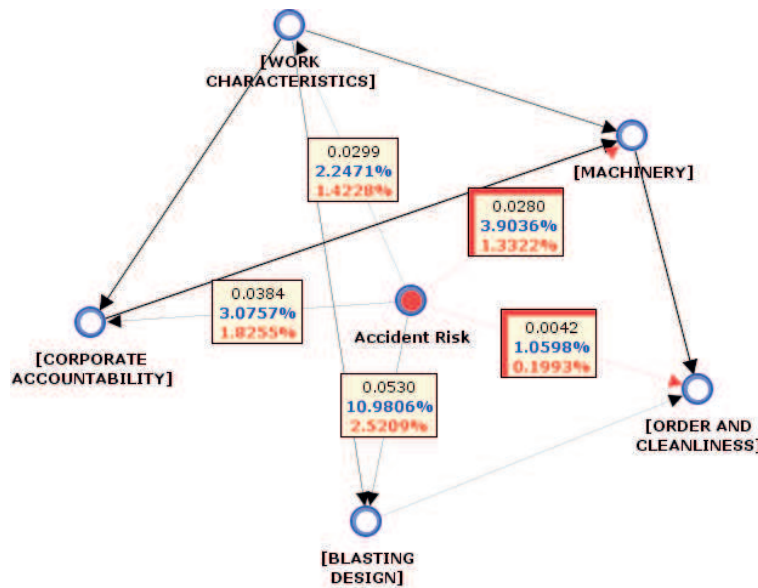 [WORK
CHARACTERISTICS]
[MACHINERY]
0.0299
2.2471%
1.4228%
0.0280
3.9036%
1.3322%
0.0384
3.0757%
1.8255%
Accident Risk
0.0042
1.0598%
0.1993%
[CORPORATE
ACCOUNTABILITY]
0.0530
10.9806%
2.5209%
[ORDER AND
CLEANLINESS]
[BLASTING
DESIGN]